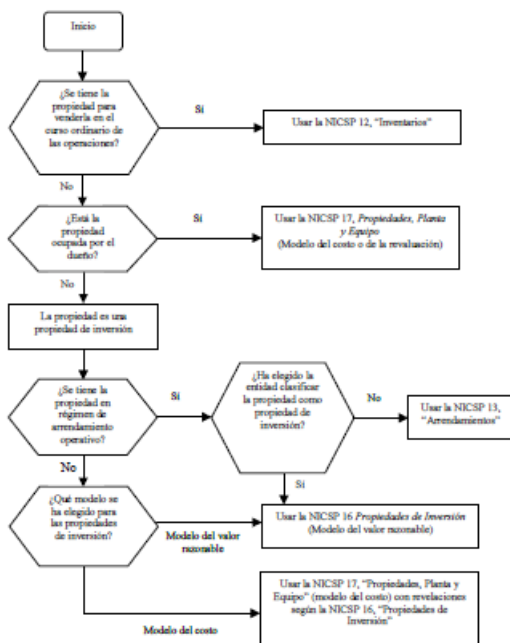 Inicio
¿Se tiene la
propiedad para
venderla en el
curso ordinario de
las operaciones?
Sí
Usar la NICSP 12, “Inventarios”
No
¿Está la
propiedad
ocupada por el
dueño?
Sí
Usar la NICSP 17, Propiedades, Planta
y Equipo
(Modelo del costo o de la revaluación)
No
La propiedad es una
propiedad de inversión
¿Se tiene la
propiedad en
régimen de
arrendamiento
operativo?
Sí
¿Ha elegido la
entidad clasificar
la propiedad como
propiedad de
inversión?
No
Usar la NICSP 13,
“Arrendamientos”
No
Sí
¿Qué modelo se
ha elegido para
las propiedades
de inversión?
Modelo del valor
razonable
Usar la NICSP 16 Propiedades de Inversión
(Modelo del valor razonable)
Modelo del costo
Usar la NICSP 17, “Propiedades, Planta y
Equipo” (modelo del costo) con revelaciones
según la NICSP 16, “Propiedades de
Inversión”